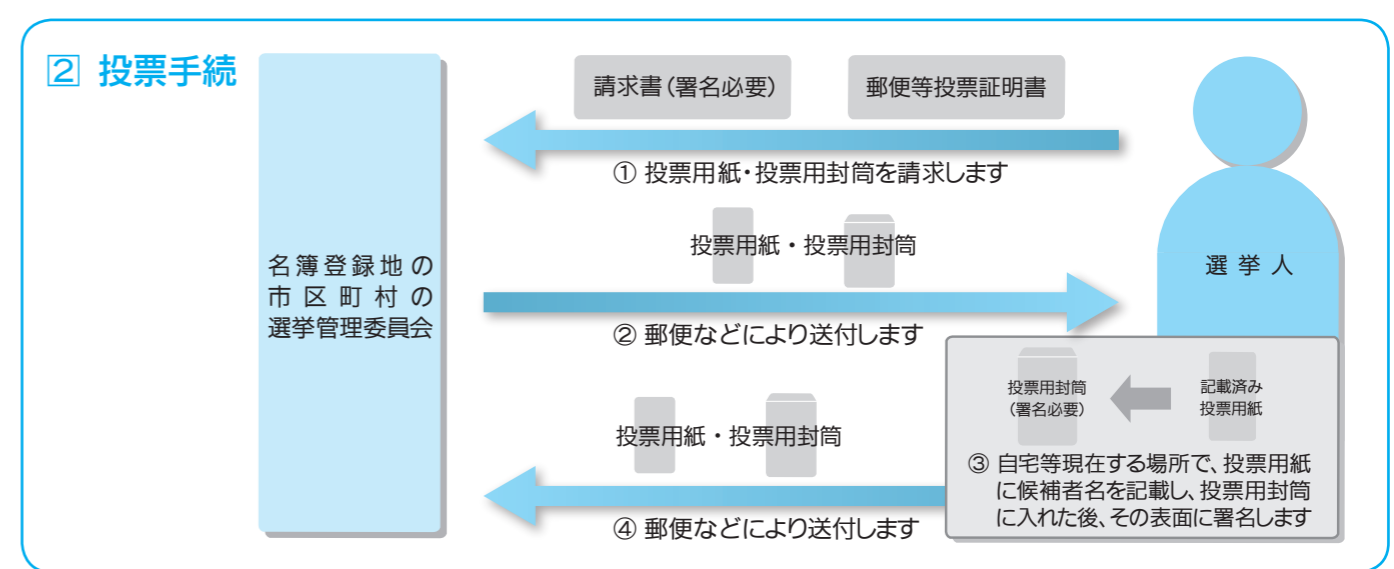 2 投票手続
請求書(署名必要)
郵便等投票証明書
① 投票用紙・投票用封筒を請求します
投票用紙・投票用封筒
② 郵便などにより送付します
名簿登録地の
市区町村の
選挙管理委員会
選挙人
投票用封筒
(署名必要)
記載済み
投票用紙
③ 自宅等現在する場所で、投票用紙
に候補者名を記載し、投票用封筒
に入れた後、その表面に署名します
投票用紙・投票用封筒
④ 郵便などにより送付します